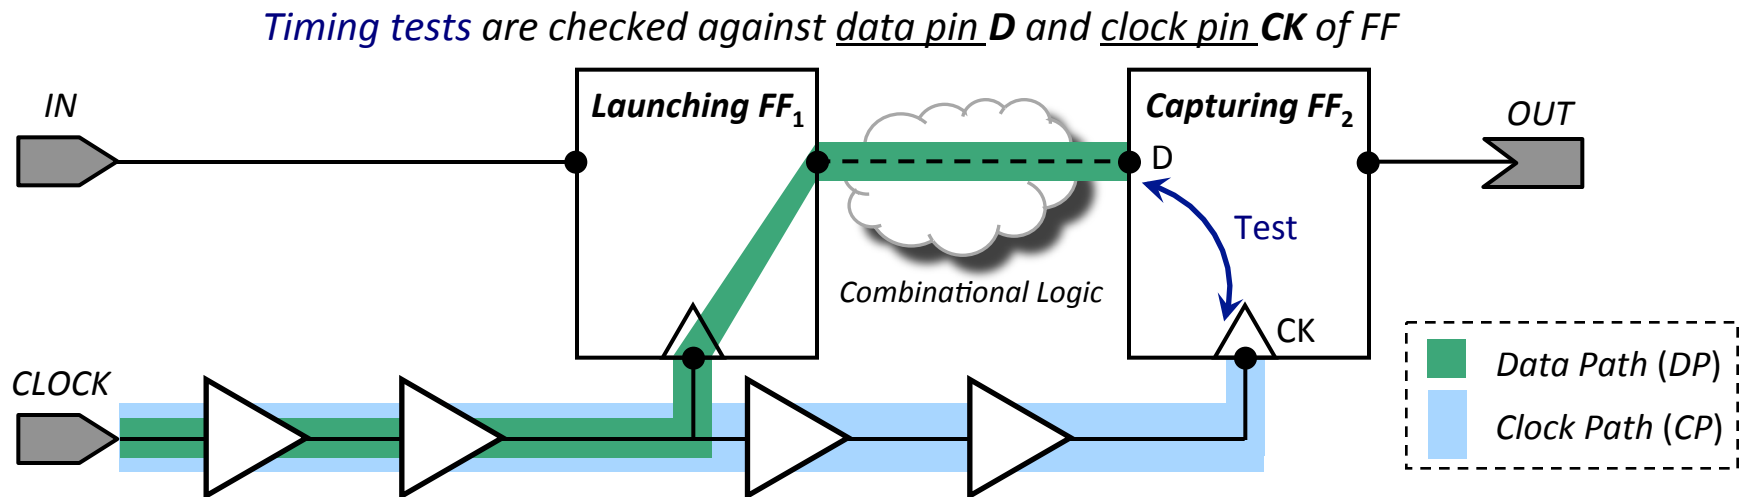 Timing tests are checked against data pin D and clock pin CK of FF
IN
Launching FF1
Capturing FF2
OUT
D
Test
Combinational Logic
CK
CLOCK
Data Path (DP)
Clock Path (CP)